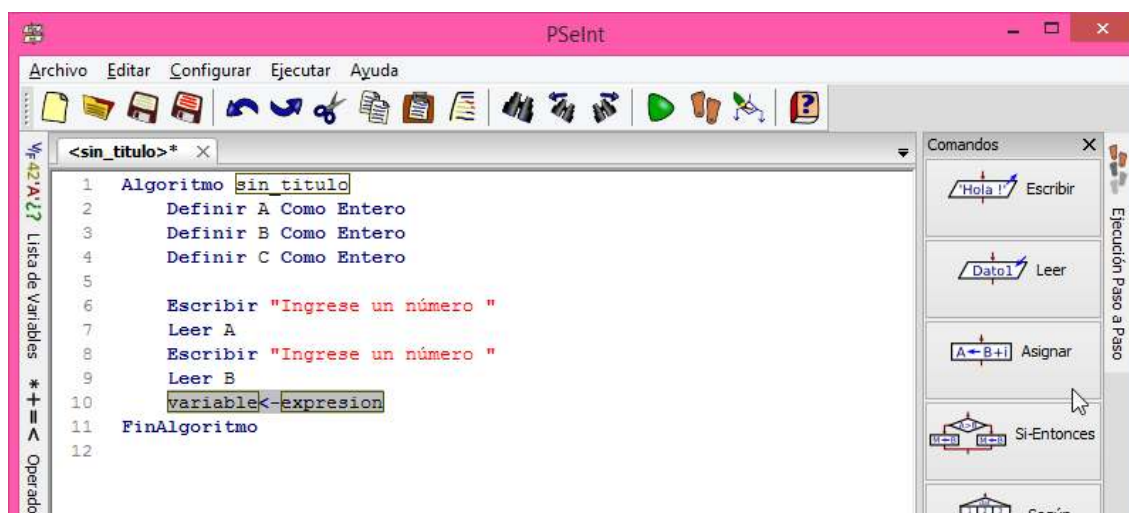 PSeInt
Archivo Editar Configurar Ejecutar Ayuda
<sin_titulo>*
1 Algoritmo sin_titulo
2 Definir A Como Entero
3 Definir B Como Entero
4 Definir C Como Entero
5
6 Escribir "Ingrese un número "
7 Leer A
8 Escribir "Ingrese un número "
9 Leer B
10 variable<-expresion
11 FinAlgoritmo
12
42 'A' ¿?
Lista de Variables
* + = <
Operado
Comandos
'Hola !' Escribir
Dato1 Leer
A←B+i Asignar
A>B
M←B M←B
Si-Entonces
Según
Ejecución Paso a Paso